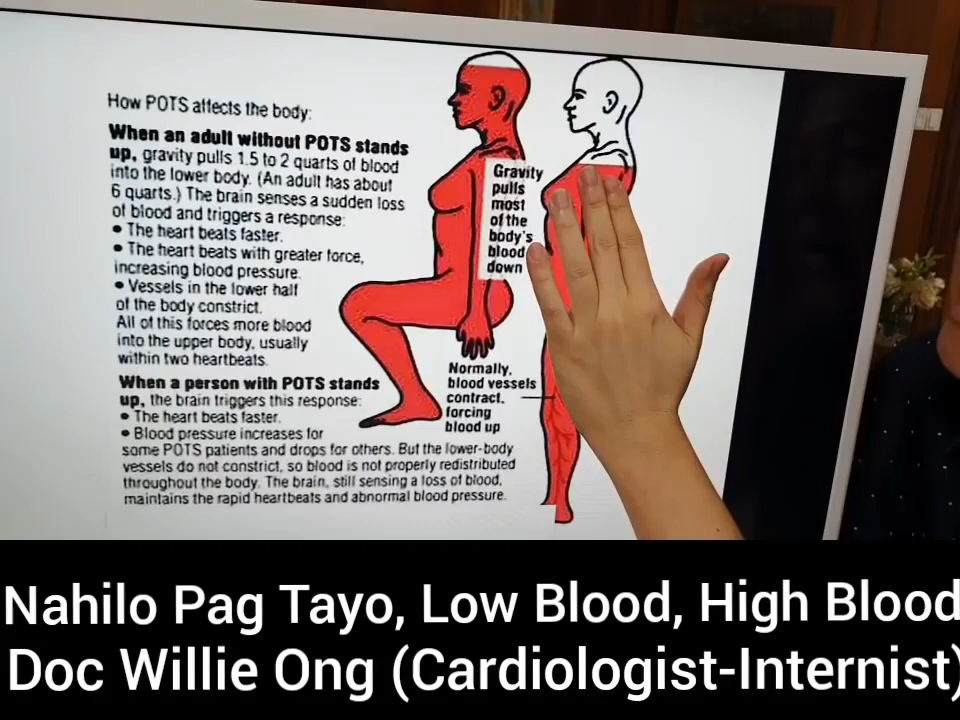 How POTS affects the body:
When an adult without POTS stands
up, gravity pulls 1.5 to 2 quarts of blood
into the lower body. (An adult has about
6 quarts.) The brain senses a sudden loss
of blood and triggers a response:
• The heart beats faster.
• The heart beats with greater force,
increasing blood pressure.
• Vessels in the lower half
of the body constrict.
All of this forces more blood
into the upper body, usually
within two heartbeats.
When a person with POTS stands
up, the brain triggers this response:
• The heart beats faster.
• Blood pressure increases for
some POTS patients and drops for others. But the lower-body
vessels do not constrict, so blood is not properly redistributed
throughout the body. The brain, still sensing a loss of blood,
maintains the rapid heartbeats and abnormal blood pressure.
Gravity
pulls
most
of the
body's
blood
down
Normally,
blood vessels
contract,
forcing
blood up
Nahilo Pag Tayo, Low Blood, High Blood
Doc Willie Ong (Cardiologist-Internist)